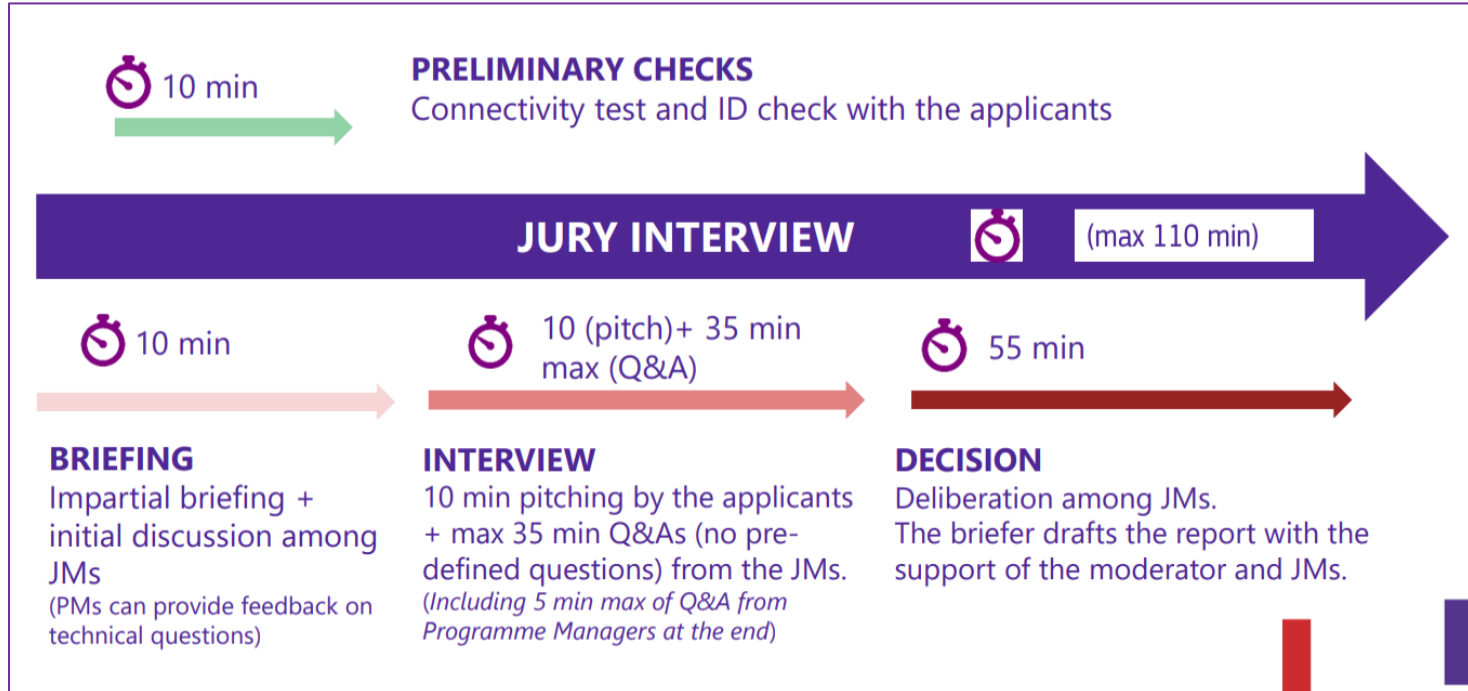 10 min
PRELIMINARY CHECKS
Connectivity test and ID check with the applicants
JURY INTERVIEW
(max 110 min)
10 min
10 (pitch)+ 35 min
max (Q&A)
55 min
BRIEFING
Impartial briefing +
initial discussion among
JMs
(PMs can provide feedback on
technical questions)
INTERVIEW
10 min pitching by the applicants
+ max 35 min Q&As (no pre-
defined questions) from the JMs.
(Including 5 min max of Q&A from
Programme Managers at the end)
DECISION
Deliberation among JMs.
The briefer drafts the report with the
support of the moderator and JMs.